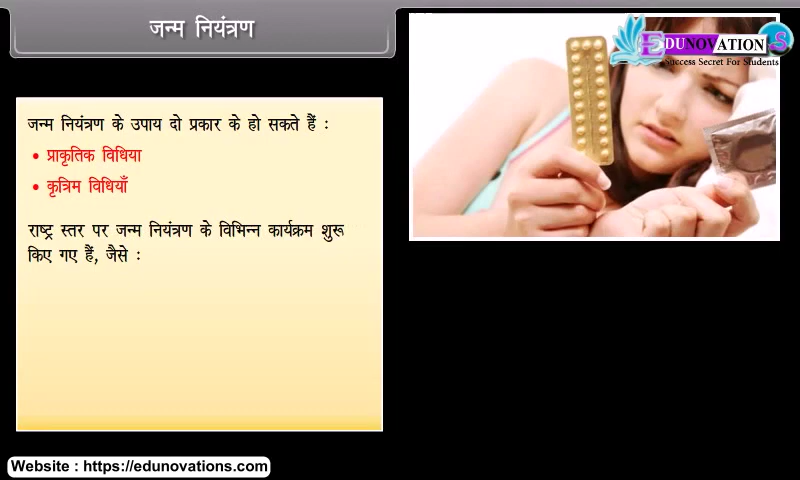 जन्म नियंत्रण
EDUNOVATIONS
Success Secret For Students
जन्म नियंत्रण के उपाय दो प्रकार के हो सकते हैं :
• प्राकृतिक विधिया
• कृत्रिम विधियाँ
राष्ट्र स्तर पर जन्म नियंत्रण के विभिन्न कार्यक्रम शुरू
किए गए हैं, जैसे :
Website : https://edunovations.com